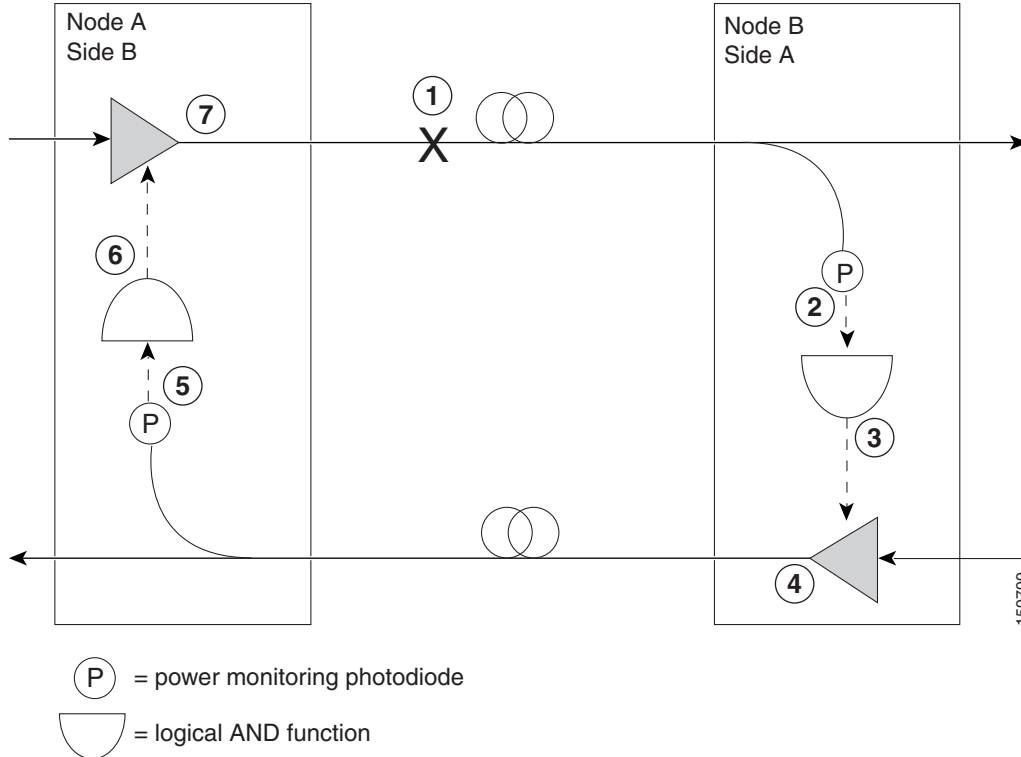 Node A
Side B
Node B
Side A
1
7
X
6
P
2
5
3
P
4
P = power monitoring photodiode
= logical AND function